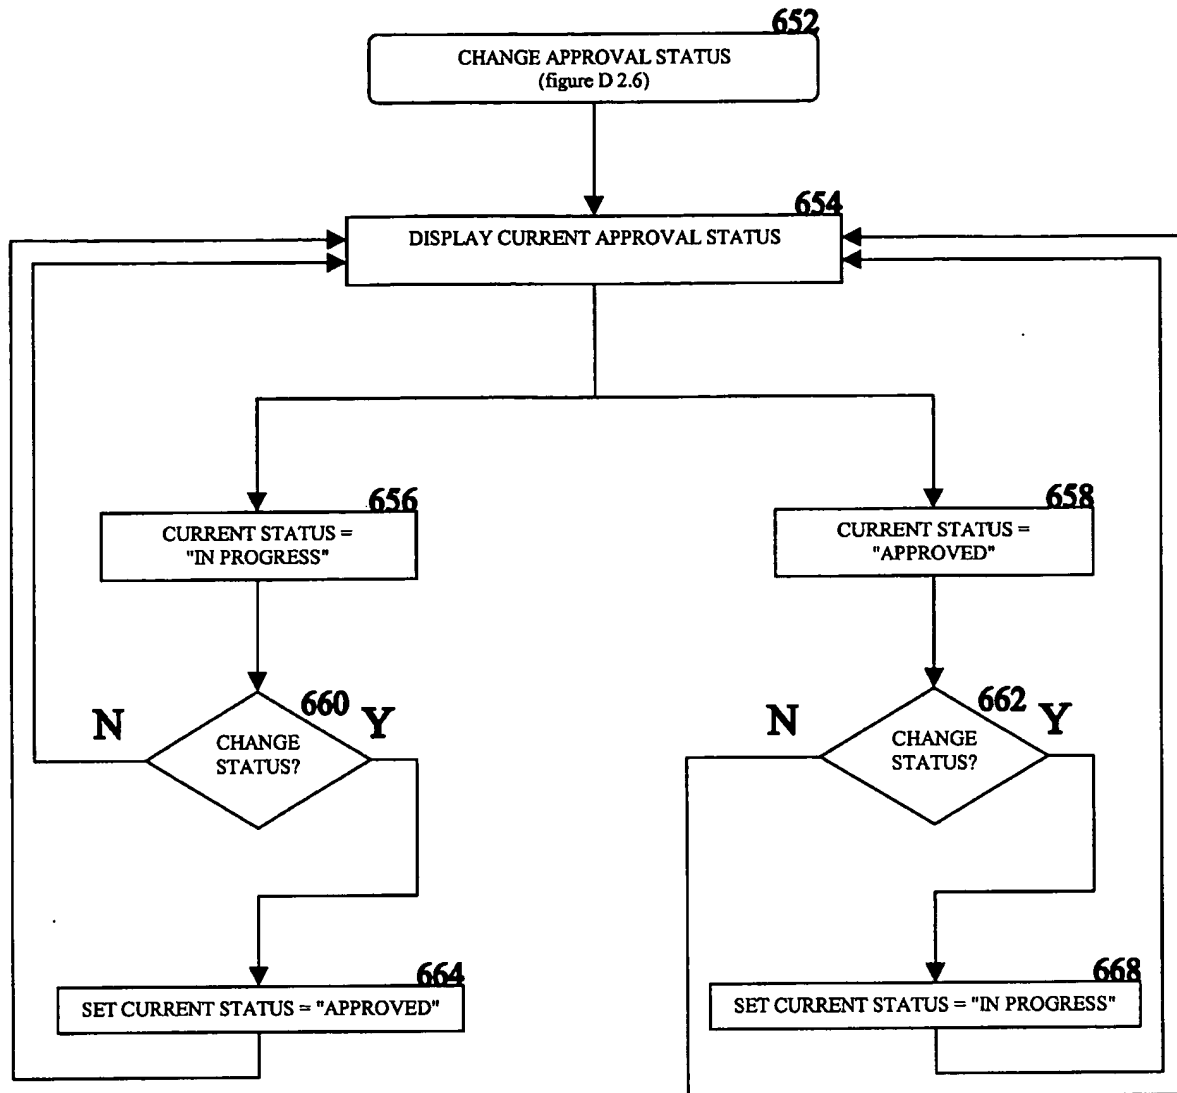 652
CHANGE APPROVAL STATUS
(figure D 2.6)
654
DISPLAY CURRENT APPROVAL STATUS
656
CURRENT STATUS =
"IN PROGRESS"
658
CURRENT STATUS =
"APPROVED"
660
N
Y
CHANGE
STATUS?
662
N
Y
CHANGE
STATUS?
664
SET CURRENT STATUS = "APPROVED"
668
SET CURRENT STATUS = "IN PROGRESS"